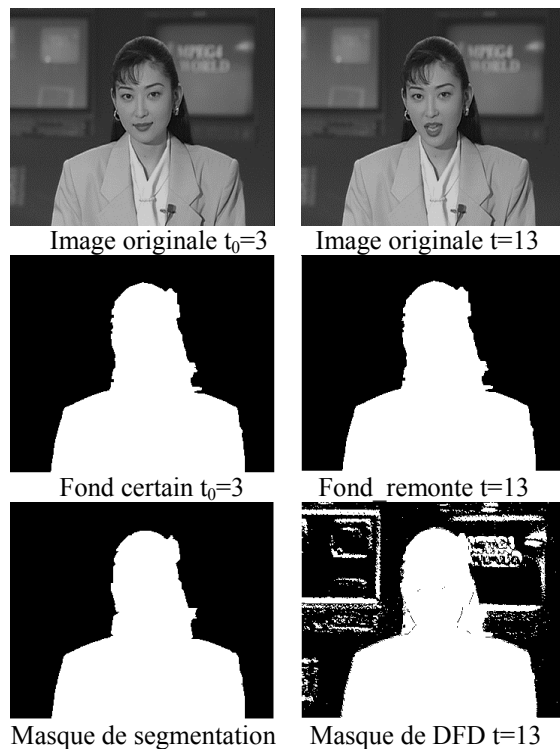 MPEG4
WORLD
MPEG4
WORLD
Image originale t₀=3
Image originale t=13
Fond certain t₀=3
Fond_remonte t=13
Masque de segmentation
Masque de DFD t=13